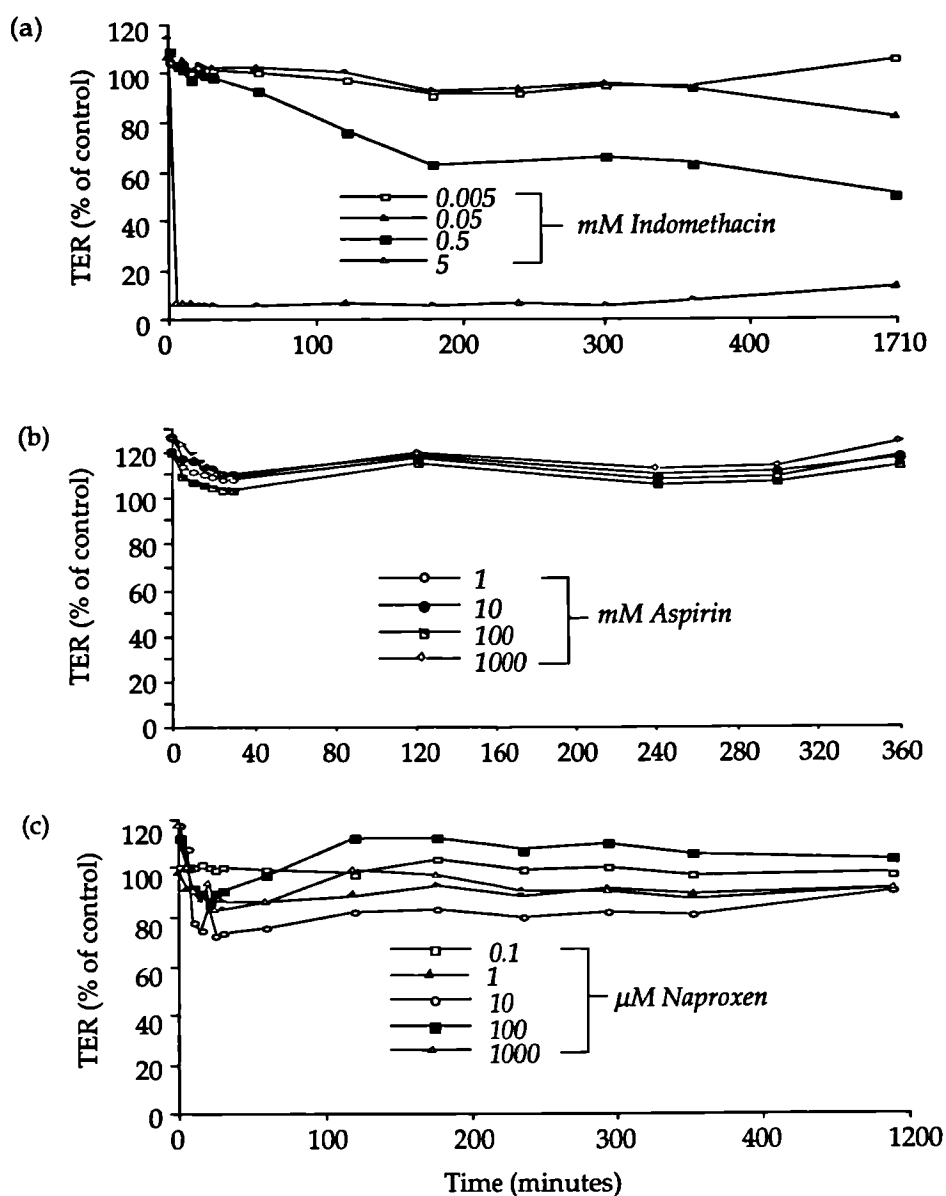 (a)
TER (% of control)
120
100
80
60
40
20
0
0.005
0.05
0.5
5
mM Indomethacin
0 100 200 300 400 1710
(b)
TER (% of control)
120
100
80
60
40
20
0
1
10
100
1000
mM Aspirin
0 40 80 120 160 200 240 280 320 360
(c)
TER (% of control)
120
100
80
60
40
20
0
0.1
1
10
100
1000
μM Naproxen
0 100 200 300 400 1200
Time (minutes)